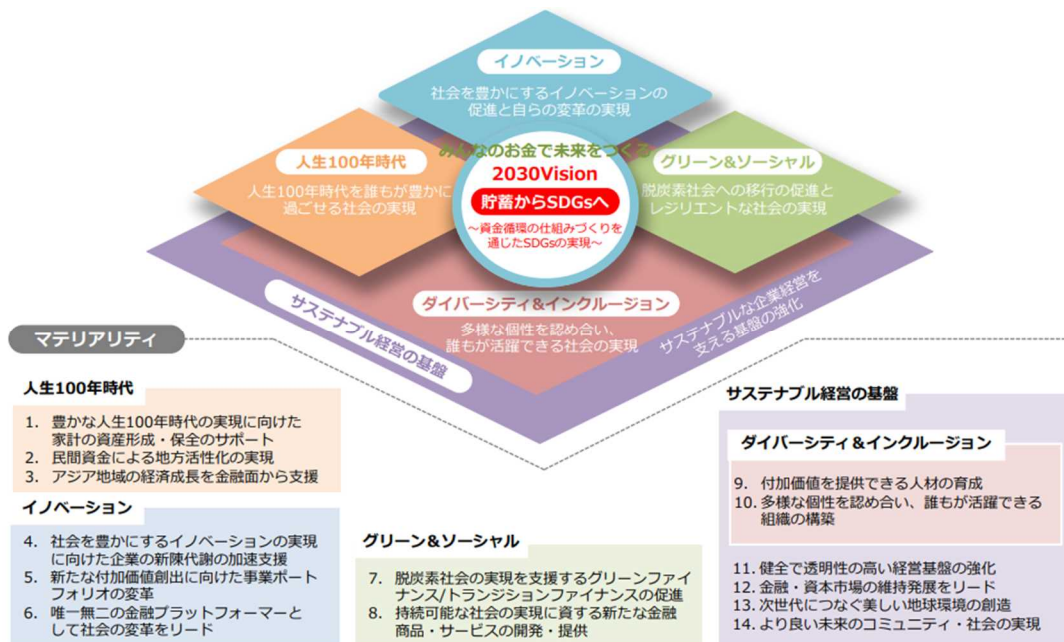 イノベーション
社会を豊かにするイノベーションの
促進と自らの変革の実現
みんなのお金で未来をつくる
2030Vision
貯蓄からSDGsへ
～資金循環の仕組みづくりを
通じたSDGsの実現～
人生100年時代
人生100年時代を誰もが豊かに
過ごせる社会の実現
グリーン&ソーシャル
脱炭素社会への移行の促進と
レジリエントな社会の実現
ダイバーシティ&インクルージョン
多様な個性を認め合い、
誰もが活躍できる社会の実現
サステナブル経営の基盤
サステナブルな企業経営を
支える基盤の強化
マテリアリティ
人生100年時代
1. 豊かな人生100年時代の実現に向けた
家計の資産形成・保全のサポート
2. 民間資金による地方活性化の実現
3. アジア地域の経済成長を金融面から支援
イノベーション
4. 社会を豊かにするイノベーションの実現
に向けた企業の新陳代謝の加速支援
5. 新たな付加価値創出に向けた事業ポート
フォリオの変革
6. 唯一無二の金融プラットフォーマーと
して社会の変革をリード
グリーン&ソーシャル
7. 脱炭素社会の実現を支援するグリーンファイ
ナンス/トランジションファイナンスの促進
8. 持続可能な社会の実現に資する新たな金融
商品・サービスの開発・提供
サステナブル経営の基盤
ダイバーシティ&インクルージョン
9. 付加価値を提供できる人材の育成
10. 多様な個性を認め合い、誰もが活躍できる
組織の構築
11. 健全で透明性の高い経営基盤の強化
12. 金融・資本市場の維持発展をリード
13. 次世代につなぐ美しい地球環境の創造
14. より良い未来のコミュニティ・社会の実現